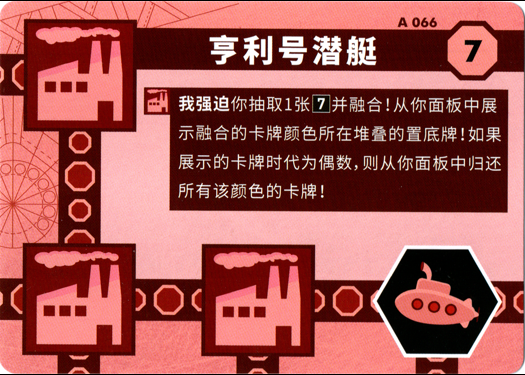 A 066
亨利号潜艇
7
我强迫你抽取1张7并融合!从你面板中展
示融合的卡牌颜色所在堆叠的置底牌!如果
展示的卡牌时代为偶数,则从你面板中归还
所有该颜色的卡牌!